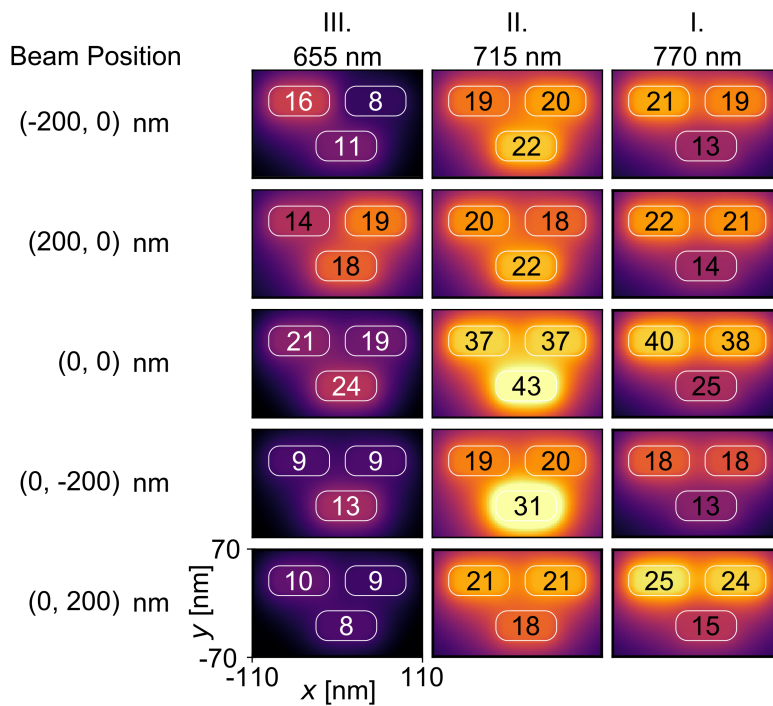 III. II. I.
Beam Position 655 nm 715 nm 770 nm
(-200, 0) nm 16 8 19 20 21 19
11 22 13
(200, 0) nm 14 19 20 18 22 21
18 22 14
(0, 0) nm 21 19 37 37 40 38
24 43 25
(0, -200) nm 9 9 19 20 18 18
13 31 13
70
(0, 200) nm 10 9 21 21 25 24
8 18 15
y [nm]
-70
-110 x [nm] 110